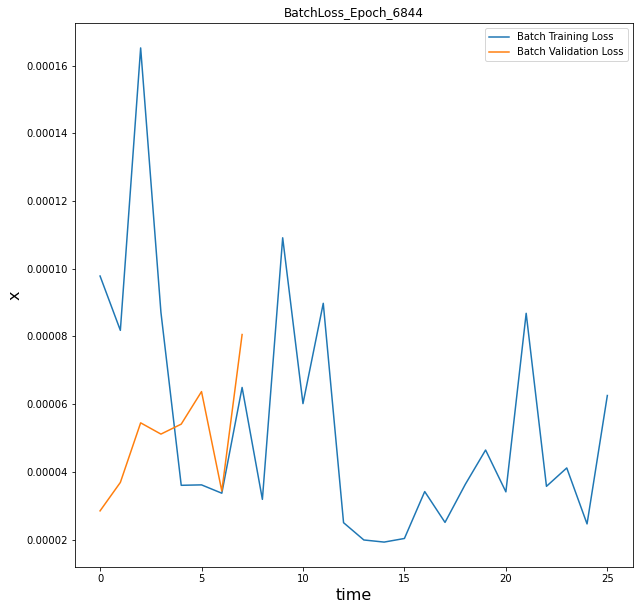 BatchLoss_Epoch_6844
Batch Training Loss
Batch Validation Loss
0.00016
0.00014
0.00012
0.00010
0.00008
0.00006
0.00004
0.00002
x
0 5 10 15 20 25
time